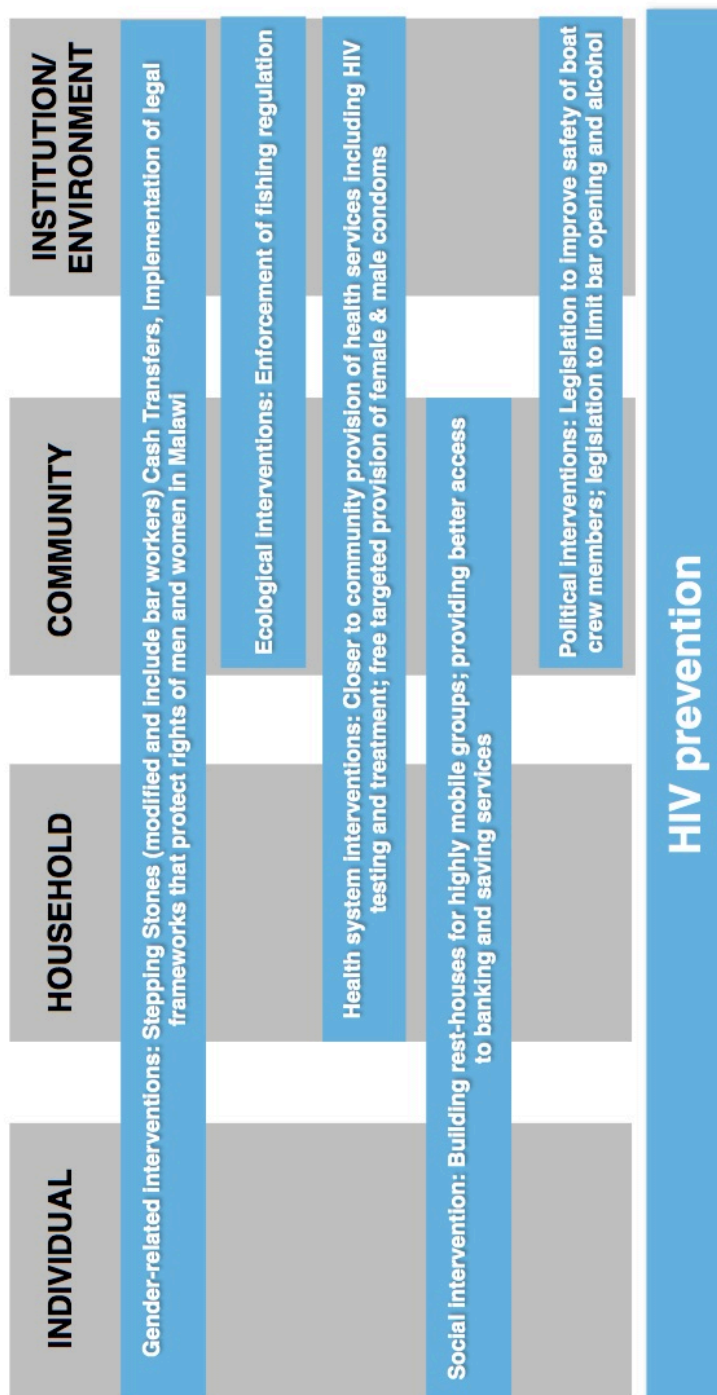 INDIVIDUAL
HOUSEHOLD
COMMUNITY
INSTITUTION/
ENVIRONMENT
Gender-related interventions: Stepping Stones (modified and include bar workers) Cash Transfers, Implementation of legal
frameworks that protect rights of men and women in Malawi
Ecological interventions: Enforcement of fishing regulation
Health system interventions: Closer to community provision of health services including HIV
testing and treatment; free targeted provision of female & male condoms
Social intervention: Building rest-houses for highly mobile groups; providing better access
to banking and saving services
Political interventions: Legislation to improve safety of boat
crew members; legislation to limit bar opening and alcohol
HIV prevention